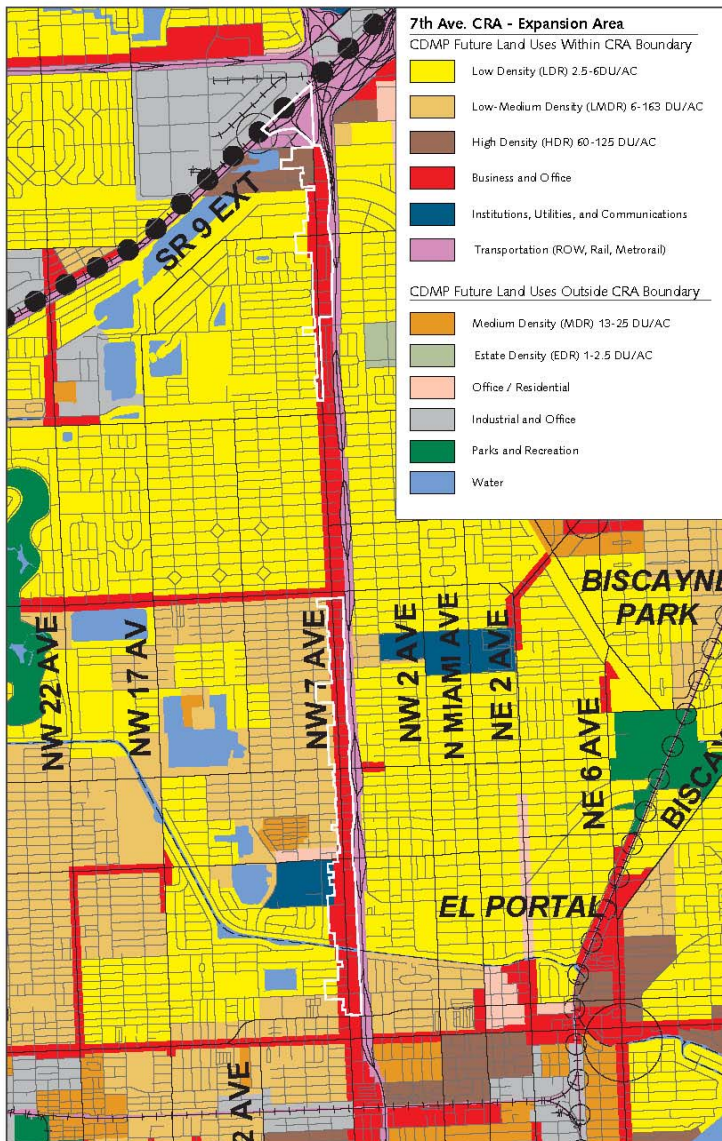 7th Ave. CRA - Expansion Area
CDMP Future Land Uses Within CRA Boundary
Low Density (LDR) 2.5-6DU/AC
Low-Medium Density (LMDR) 6-163 DU/AC
High Density (HDR) 60-125 DU/AC
Business and Office
Institutions, Utilities, and Communications
Transportation (ROW, Rail, Metrorail)
CDMP Future Land Uses Outside CRA Boundary
Medium Density (MDR) 13-25 DU/AC
Estate Density (EDR) 1-2.5 DU/AC
Office / Residential
Industrial and Office
Parks and Recreation
Water
SR 9 EXT
BISCAYNE
PARK
NW 22 AVE
NW 17 AV
NW 7 AVE
NW 2 AVE
N MIAMI AVE
NE 2 AVE
NE 6 AVE
BISCAY
EL PORTAL
2 AVE